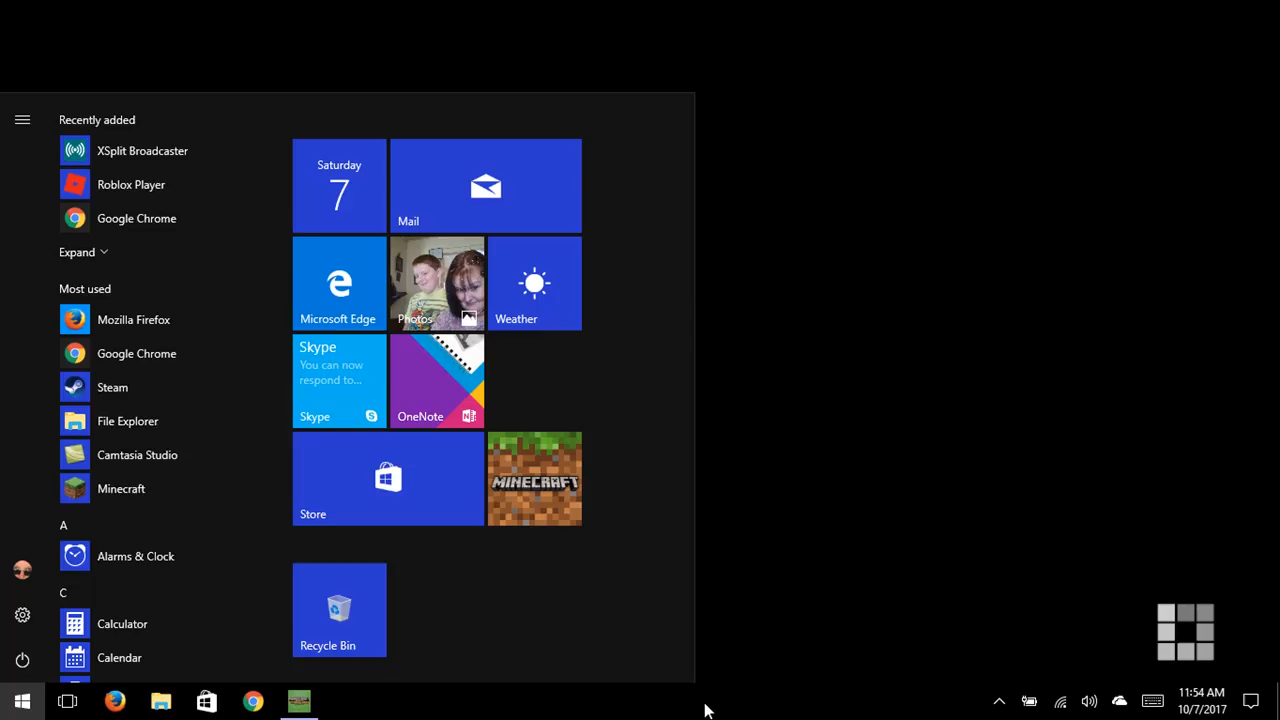 Recently added
XSplit Broadcaster
Roblox Player
Google Chrome
Expand
Most used
Mozilla Firefox
Google Chrome
Steam
File Explorer
Camtasia Studio
Minecraft
A
Alarms & Clock
C
Calculator
Calendar
Saturday
7
Mail
Microsoft Edge
Photos
Weather
Skype
You can now
respond to...
Skype
OneNote
Store
MINECRAFT
Recycle Bin
11:54 AM
10/7/2017